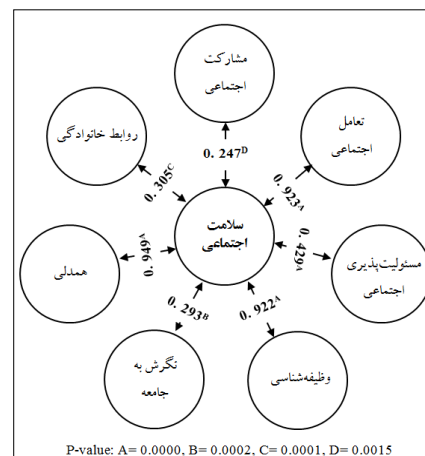 مشارکت
اجتماعی
0.247D
تعامل
اجتماعی
0.923A
روابط خانوادگی
0.305C
سلامت
اجتماعی
مسئولیت‌پذیری
اجتماعی
0.429A
همدلی
0.949A
وظیفه‌شناسی
0.922A
نگرش به
جامعه
0.293B
P-value: A= 0.0000, B= 0.0002, C= 0.0001, D= 0.0015